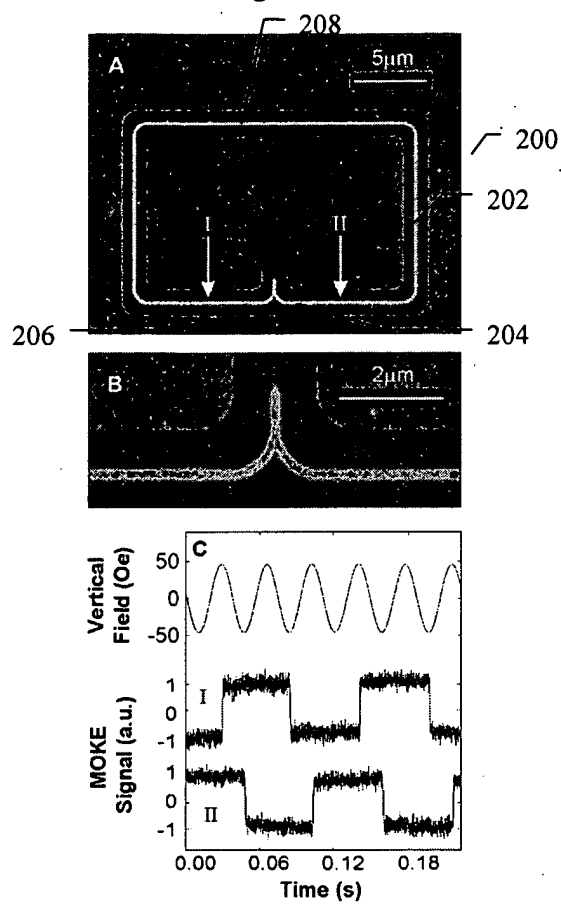 208
A
5μm
200
202
I
II
206
204
B
2μm
C
Vertical
Field (Oe)
50
0
-50
MOKE
Signal (a.u.)
1
0
-1
I
1
0
-1
II
0.00 0.06 0.12 0.18
Time (s)